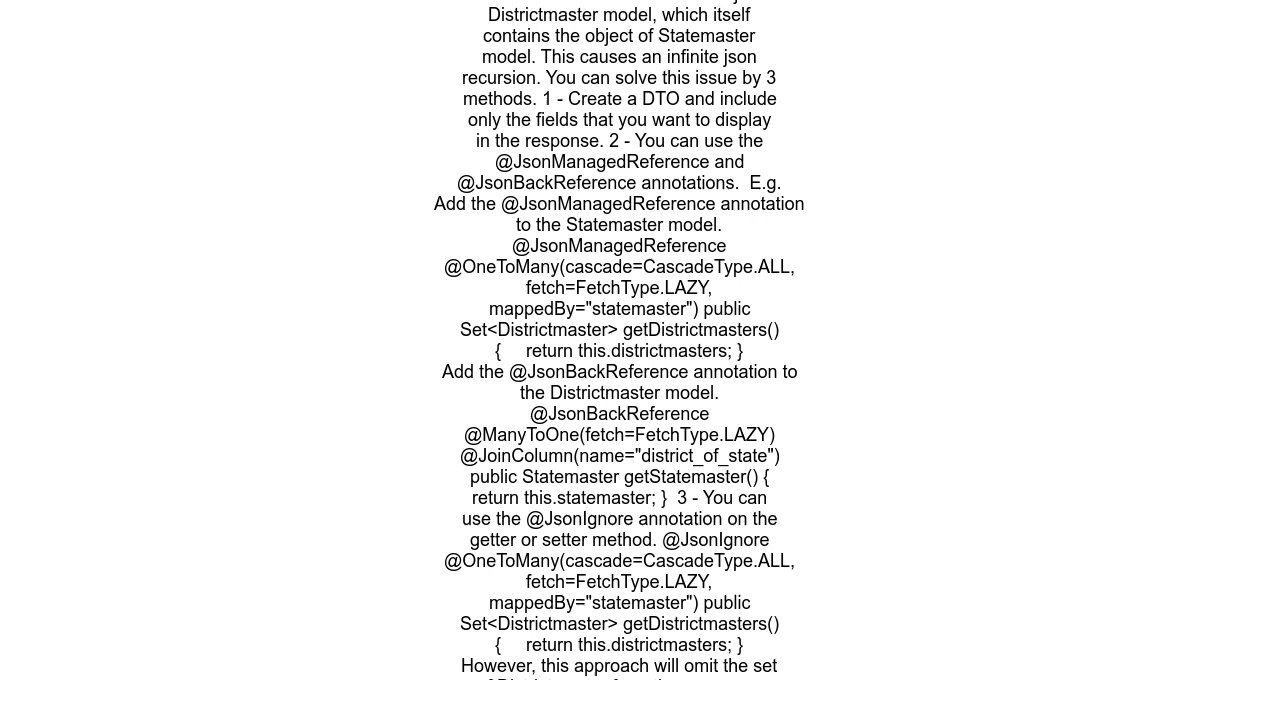 Districtmaster model, which itself
contains the object of Statemaster
model. This causes an infinite json
recursion. You can solve this issue by 3
methods. 1 - Create a DTO and include
only the fields that you want to display
in the response. 2 - You can use the
@JsonManagedReference and
@JsonBackReference annotations.  E.g.
Add the @JsonManagedReference annotation
to the Statemaster model.
@JsonManagedReference
@OneToMany(cascade=CascadeType.ALL,
fetch=FetchType.LAZY,
mappedBy="statemaster") public
Set<Districtmaster> getDistrictmasters()
{     return this.districtmasters; }
Add the @JsonBackReference annotation to
the Districtmaster model.
@JsonBackReference
@ManyToOne(fetch=FetchType.LAZY)
@JoinColumn(name="district_of_state")
public Statemaster getStatemaster() {
return this.statemaster; }  3 - You can
use the @JsonIgnore annotation on the
getter or setter method. @JsonIgnore
@OneToMany(cascade=CascadeType.ALL,
fetch=FetchType.LAZY,
mappedBy="statemaster") public
Set<Districtmaster> getDistrictmasters()
{     return this.districtmasters; }
However, this approach will omit the set